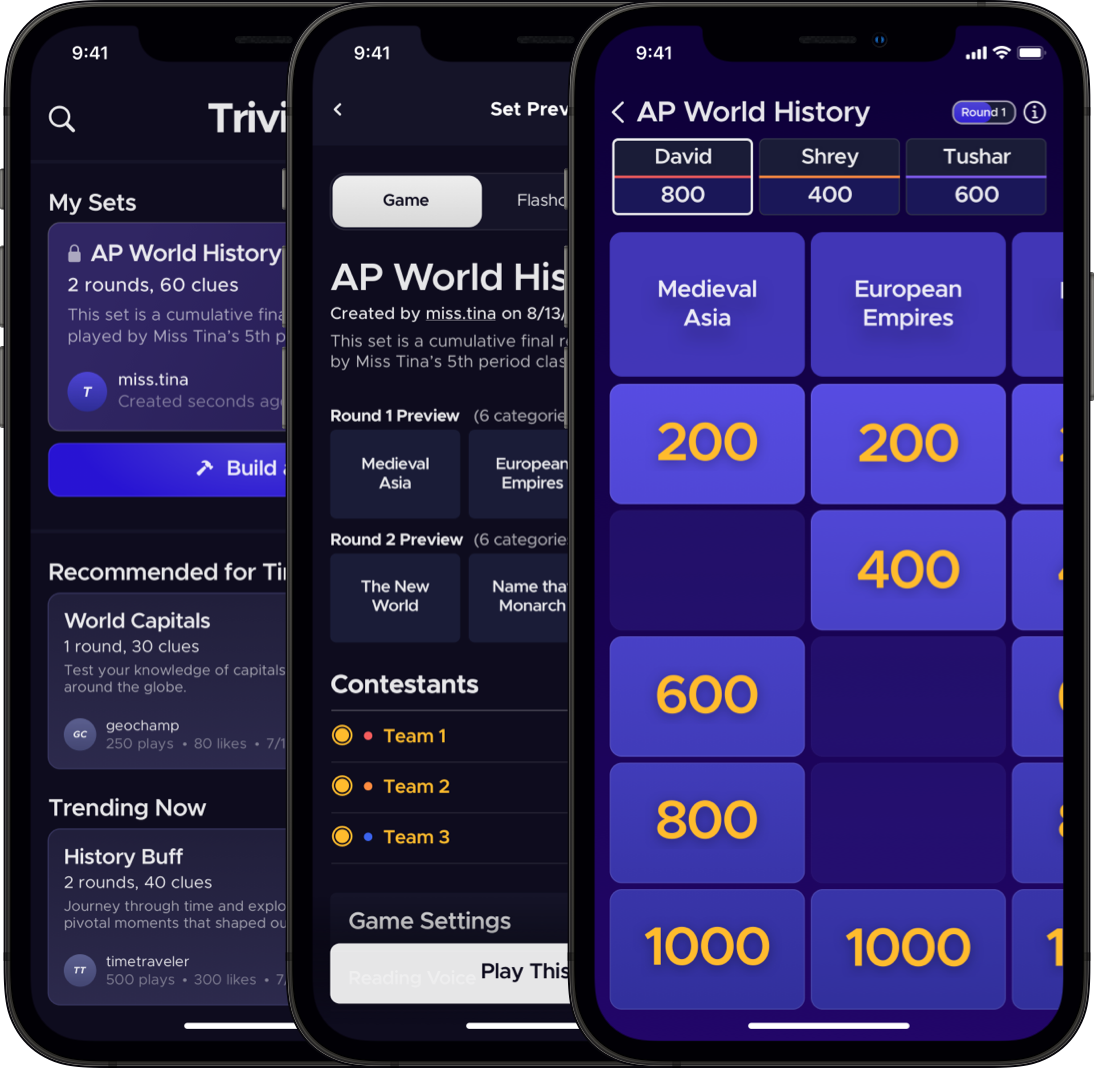 9:41
Trivi
My Sets
AP World History
2 rounds, 60 clues
This set is a cumulative fina
played by Miss Tina's 5th p
T
miss.tina
Created seconds ag
Build a
Recommended for Ti
World Capitals
1 round, 30 clues
Test your knowledge of capitals
around the globe.
GC
geochamp
250 plays • 80 likes • 7/1
Trending Now
History Buff
2 rounds, 40 clues
Journey through time and explo
pivotal moments that shaped ou
TT
timetraveler
500 plays • 300 likes • 7/
9:41
Set Prev
Game
Flashc
AP World His
Created by miss.tina on 8/13/
This set is a cumulative final r
by Miss Tina's 5th period clas
Round 1 Preview (6 categorie
Medieval
Asia
European
Empires
Round 2 Preview (6 categorie
The New
World
Name tha
Monarch
Contestants
Team 1
Team 2
Team 3
Game Settings
Reading Voice
Play This
9:41
AP World History
Round 1
David
800
Shrey
400
Tushar
600
Medieval
Asia
European
Empires
200
200
400
600
800
1000
1000
1